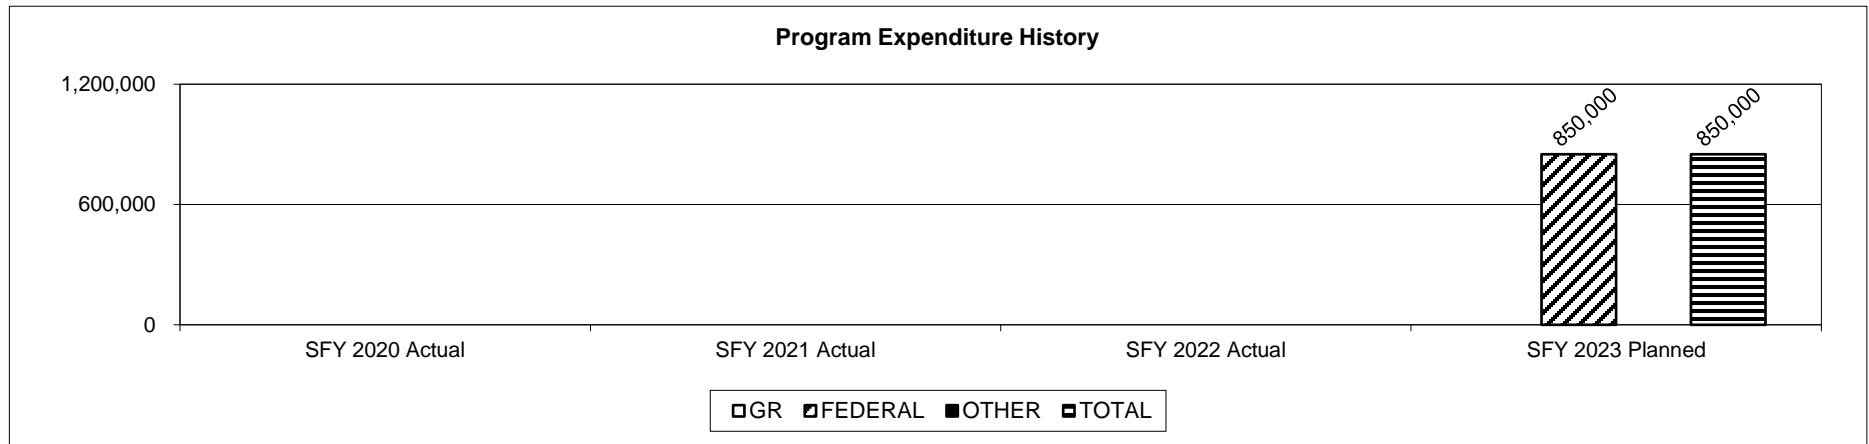 Program Expenditure History
1,200,000
600,000
0
850,000
850,000
SFY 2020 Actual
SFY 2021 Actual
SFY 2022 Actual
SFY 2023 Planned
GR FEDERAL OTHER TOTAL